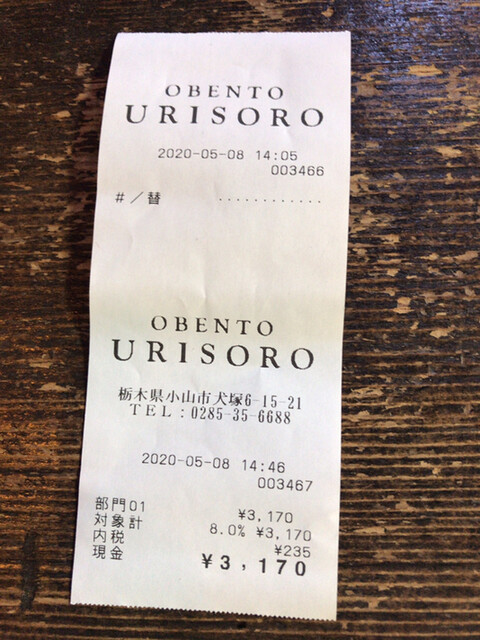 OBENTO
URISORO
2020-05-08 14:05
003466
#/替 ............
OBENTO
URISORO
栃木県小山市犬塚6-15-21
TEL:0285-35-6688
2020-05-08 14:46
003467
部門01 ¥3,170
対象計 8.0% ¥3,170
内税 ¥235
現金 ¥3,170